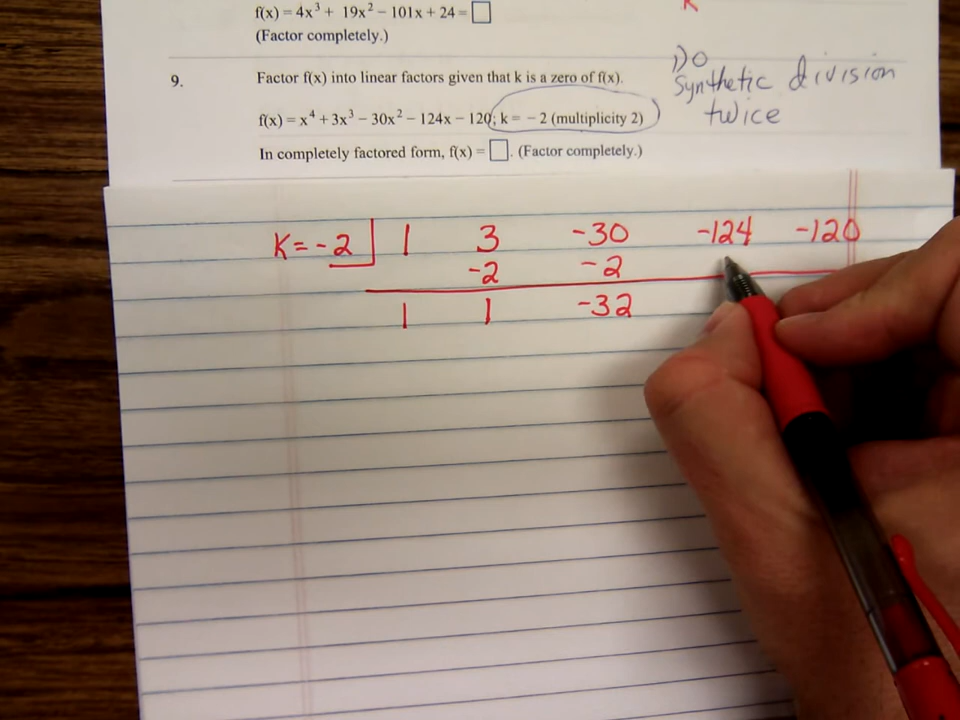 f(x) = 4x³ + 19x² − 101x + 24 = □
(Factor completely.)
9. Factor f(x) into linear factors given that k is a zero of f(x).
f(x) = x⁴ + 3x³ − 30x² − 124x − 120; k = − 2 (multiplicity 2)
In completely factored form, f(x) = □. (Factor completely.)
Do
synthetic division
twice
K = -2 1 3 -30 -124 -120
-2 -2
1 1 -32